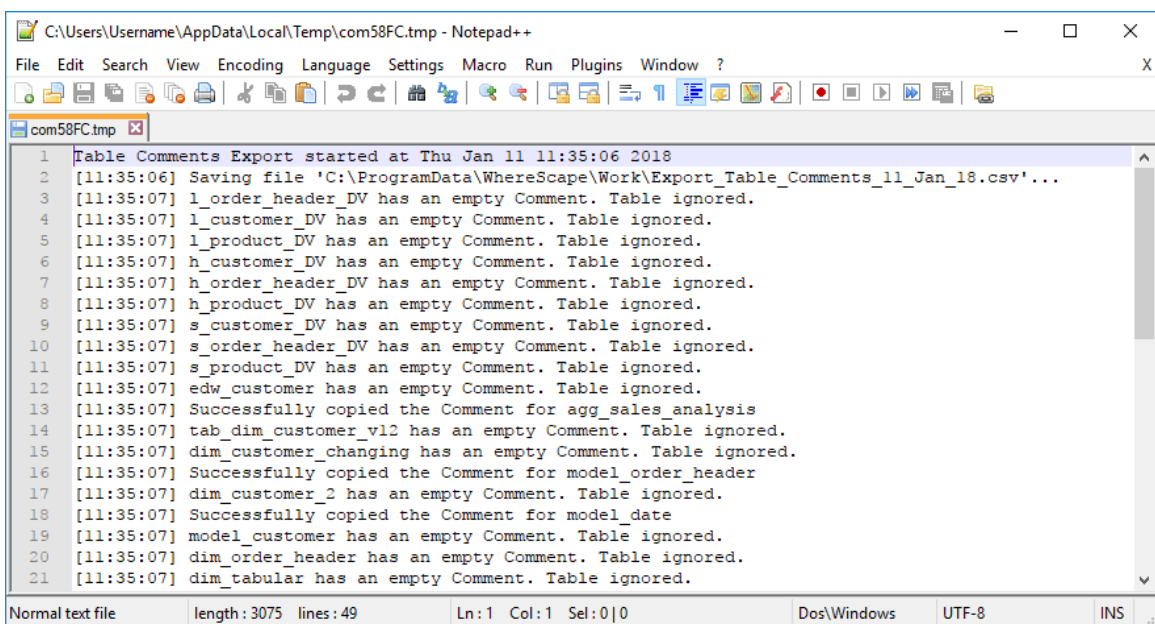 C:\Users\Username\AppData\Local\Temp\com58FC.tmp - Notepad++
File Edit Search View Encoding Language Settings Macro Run Plugins Window ? X
com58FC.tmp
1 Table Comments Export started at Thu Jan 11 11:35:06 2018
2 [11:35:06] Saving file 'C:\ProgramData\WhereScape\Work\Export_Table_Comments_11_Jan_18.csv'...
3 [11:35:07] l_order_header_DV has an empty Comment. Table ignored.
4 [11:35:07] l_customer_DV has an empty Comment. Table ignored.
5 [11:35:07] l_product_DV has an empty Comment. Table ignored.
6 [11:35:07] h_customer_DV has an empty Comment. Table ignored.
7 [11:35:07] h_order_header_DV has an empty Comment. Table ignored.
8 [11:35:07] h_product_DV has an empty Comment. Table ignored.
9 [11:35:07] s_customer_DV has an empty Comment. Table ignored.
10 [11:35:07] s_order_header_DV has an empty Comment. Table ignored.
11 [11:35:07] s_product_DV has an empty Comment. Table ignored.
12 [11:35:07] edw_customer has an empty Comment. Table ignored.
13 [11:35:07] Successfully copied the Comment for agg_sales_analysis
14 [11:35:07] tab_dim_customer_v12 has an empty Comment. Table ignored.
15 [11:35:07] dim_customer_changing has an empty Comment. Table ignored.
16 [11:35:07] Successfully copied the Comment for model_order_header
17 [11:35:07] dim_customer_2 has an empty Comment. Table ignored.
18 [11:35:07] Successfully copied the Comment for model_date
19 [11:35:07] model_customer has an empty Comment. Table ignored.
20 [11:35:07] dim_order_header has an empty Comment. Table ignored.
21 [11:35:07] dim_tabular has an empty Comment. Table ignored.
Normal text file length : 3075 lines : 49 Ln : 1 Col : 1 Sel : 0 | 0 Dos\Windows UTF-8 INS